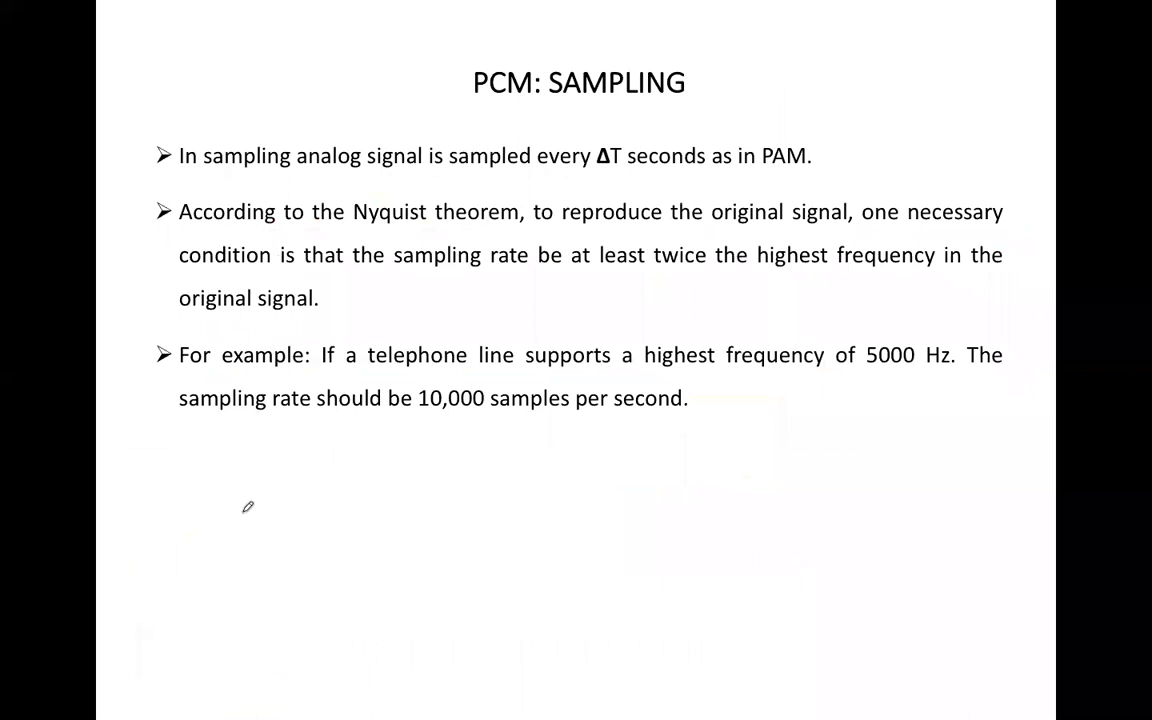 PCM: SAMPLING
➢ In sampling analog signal is sampled every ΔT seconds as in PAM.
➢ According to the Nyquist theorem, to reproduce the original signal, one necessary
condition is that the sampling rate be at least twice the highest frequency in the
original signal.
➢ For example: If a telephone line supports a highest frequency of 5000 Hz. The
sampling rate should be 10,000 samples per second.